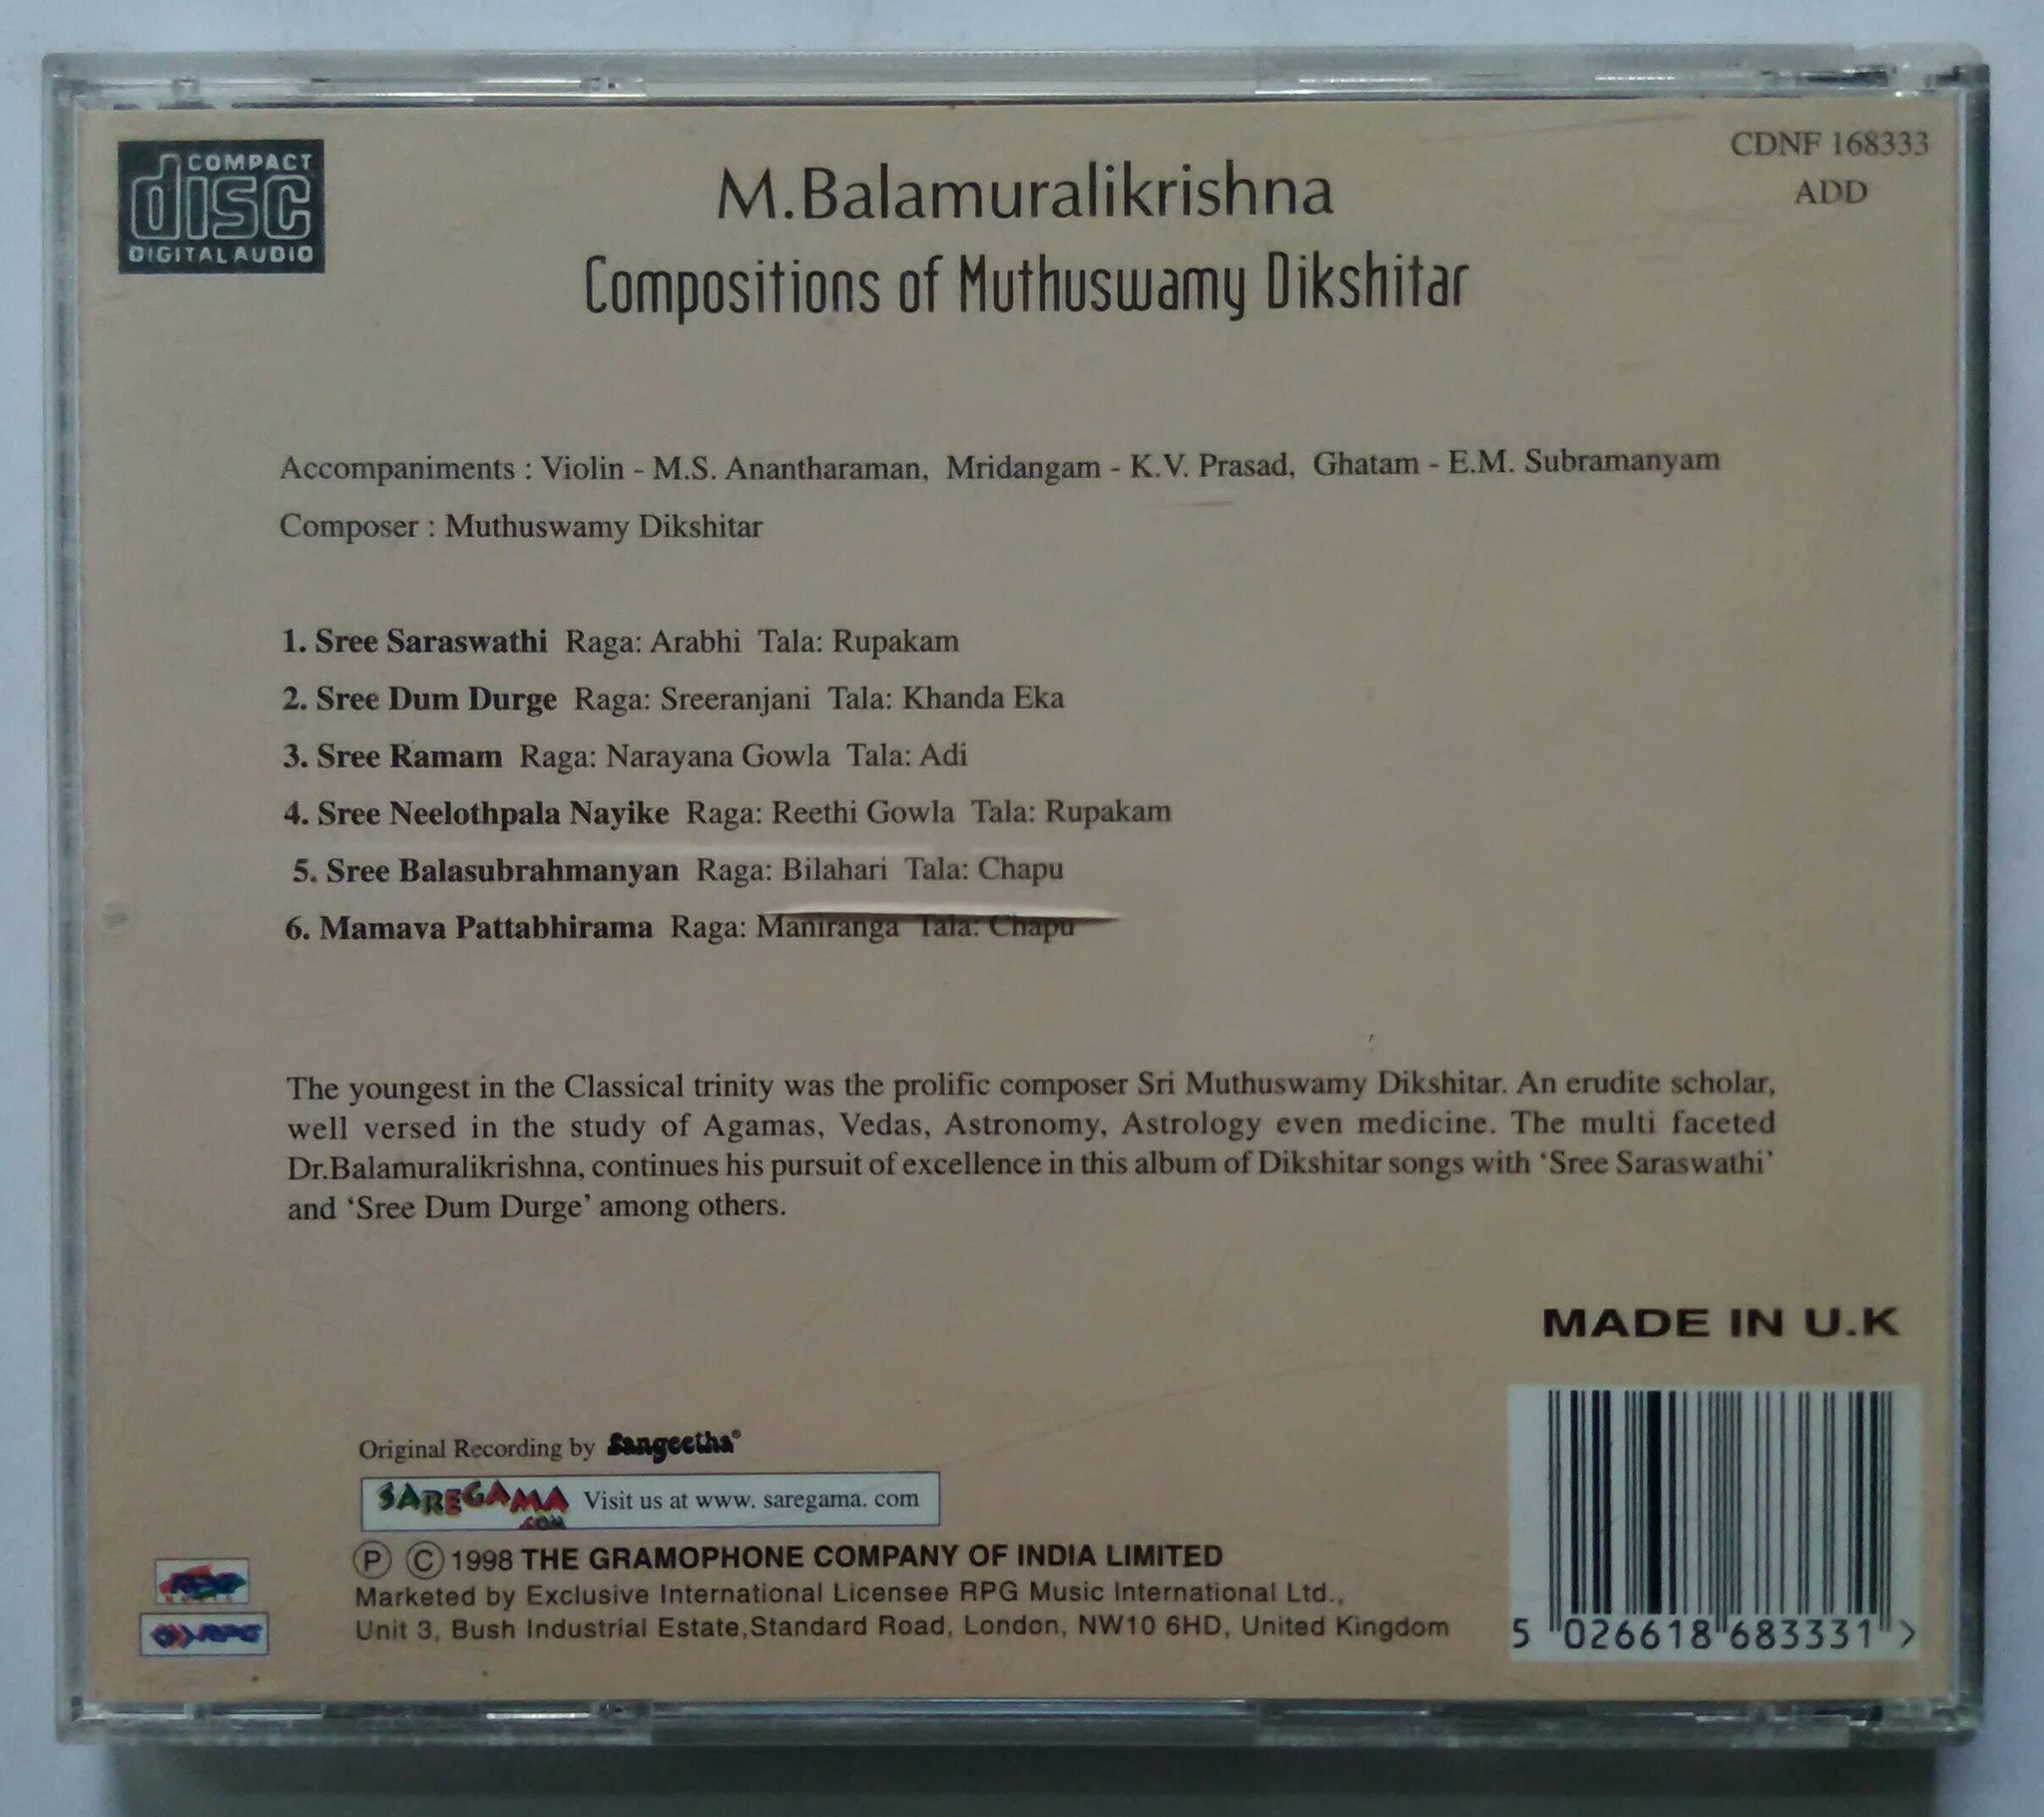 COMPACT
disc
DIGITAL AUDIO
CDNF 168333
ADD
M.Balamuralikrishna
Compositions of Muthuswamy Dikshitar
Accompaniments : Violin - M.S. Anantharaman, Mridangam - K.V. Prasad, Ghatam - E.M. Subramanyam
Composer : Muthuswamy Dikshitar
1. Sree Saraswathi Raga: Arabhi Tala: Rupakam
2. Sree Dum Durge Raga: Sreeranjani Tala: Khanda Eka
3. Sree Ramam Raga: Narayana Gowla Tala: Adi
4. Sree Neelothpala Nayike Raga: Reethi Gowla Tala: Rupakam
5. Sree Balasubrahmanyan Raga: Bilahari Tala: Chapu
6. Mamava Pattabhirama Raga: Maniranga Tala: Chapu
The youngest in the Classical trinity was the prolific composer Sri Muthuswamy Dikshitar. An erudite scholar,
well versed in the study of Agamas, Vedas, Astronomy, Astrology even medicine. The multi faceted
Dr.Balamuralikrishna, continues his pursuit of excellence in this album of Dikshitar songs with ‘Sree Saraswathi’
and ‘Sree Dum Durge’ among others.
MADE IN U.K
Original Recording by Sangeetha®
SAREGAMA .COM Visit us at www. saregama. com
Ⓟ Ⓒ 1998 THE GRAMOPHONE COMPANY OF INDIA LIMITED
Marketed by Exclusive International Licensee RPG Music International Ltd.,
Unit 3, Bush Industrial Estate,Standard Road, London, NW10 6HD, United Kingdom
RPG
RPG
5 026618 683331 >